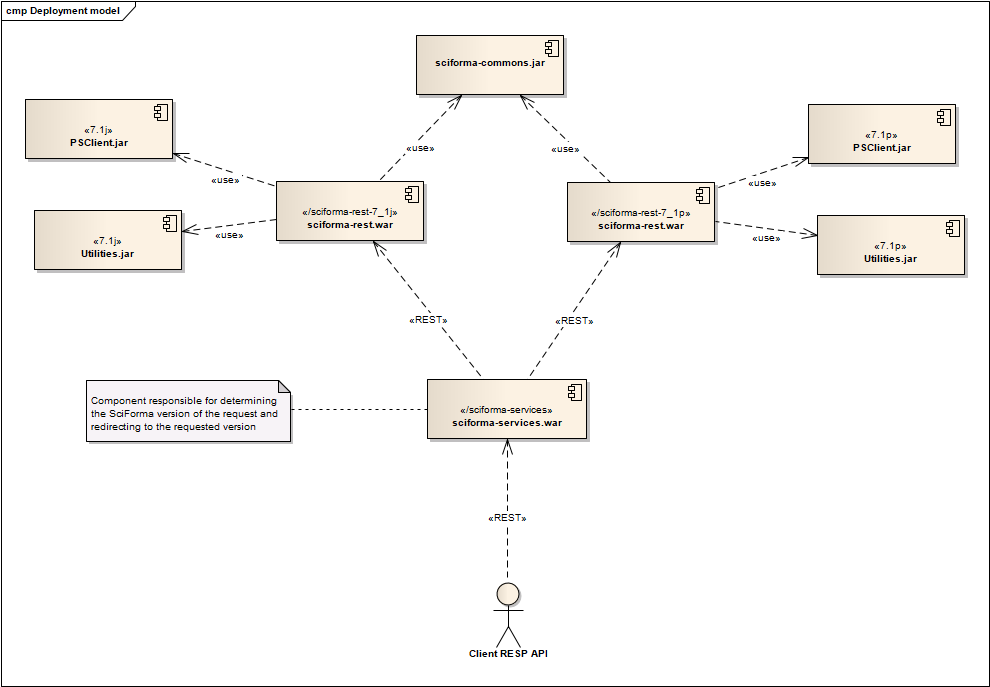 cmp Deployment model
sciforma-commons.jar
«7.1j»
PSClient.jar
«7.1p»
PSClient.jar
«use»
«use»
«use»
«use»
«/sciforma-rest-7_1j»
sciforma-rest.war
«/sciforma-rest-7_1p»
sciforma-rest.war
«7.1j»
Utilities.jar
«use»
«use»
«7.1p»
Utilities.jar
«REST»
«REST»
Component responsible for determining
the SciForma version of the request and
redirecting to the requested version
«/sciforma-services»
sciforma-services.war
«REST»
Client RESP API